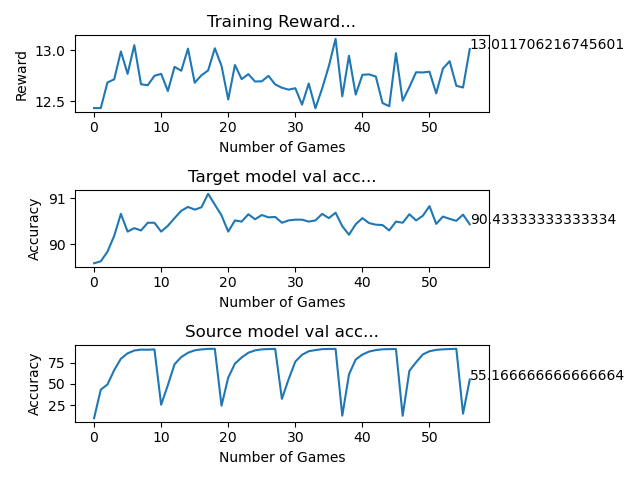 Training Reward...
13.0
12.5
Reward
13.011706216745601
0 10 20 30 40 50
Number of Games
Target model val acc...
91
90
Accuracy
90.43333333333334
0 10 20 30 40 50
Number of Games
Source model val acc...
75
50
25
Accuracy
55.166666666666664
0 10 20 30 40 50
Number of Games